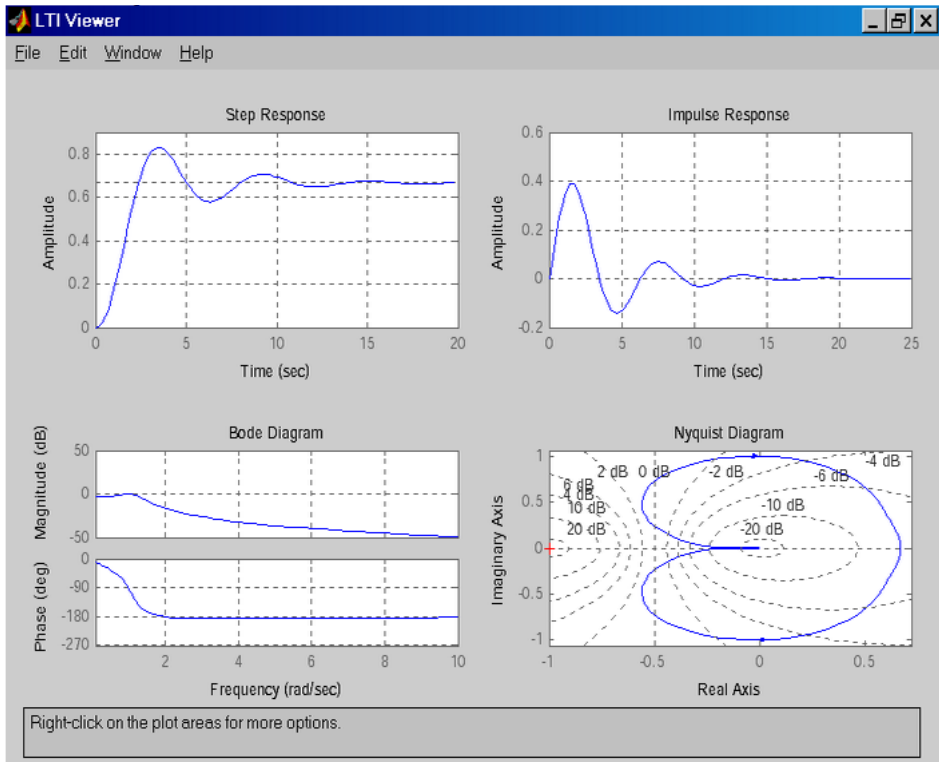 LTI Viewer
File Edit Window Help
Step Response
Amplitude
0.8
0.6
0.4
0.2
0
0 5 10 15 20
Time (sec)
Impulse Response
Amplitude
0.6
0.4
0.2
0
-0.2
0 5 10 15 20 25
Time (sec)
Bode Diagram
Magnitude (dB)
50
0
-50
Phase (deg)
0
-90
-180
-270
2 4 6 8 10
Frequency (rad/sec)
Nyquist Diagram
Imaginary Axis
1
0.5
0
-0.5
-1
2 dB 0 dB -2 dB -4 dB
6 dB -6 dB
4 dB
10 dB -10 dB
20 dB -20 dB
-1 -0.5 0 0.5
Real Axis
Right-click on the plot areas for more options.